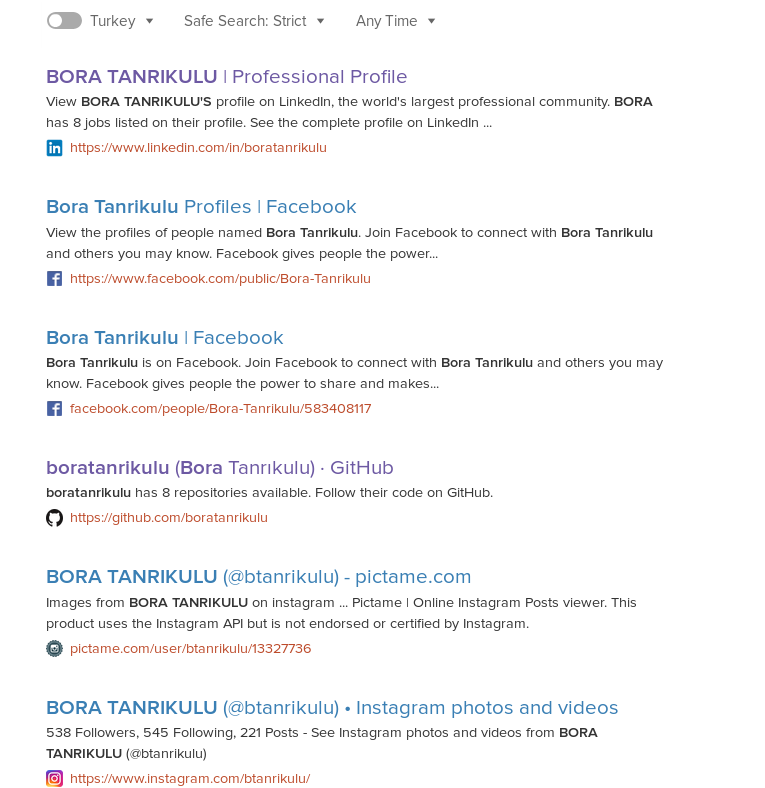 Turkey ▼ Safe Search: Strict ▼ Any Time ▼
BORA TANRIKULU | Professional Profile
View BORA TANRIKULU'S profile on LinkedIn, the world's largest professional community. BORA
has 8 jobs listed on their profile. See the complete profile on LinkedIn ...
https://www.linkedin.com/in/boratanrikulu
Bora Tanrikulu Profiles | Facebook
View the profiles of people named Bora Tanrikulu. Join Facebook to connect with Bora Tanrikulu
and others you may know. Facebook gives people the power...
https://www.facebook.com/public/Bora-Tanrikulu
Bora Tanrikulu | Facebook
Bora Tanrikulu is on Facebook. Join Facebook to connect with Bora Tanrikulu and others you may
know. Facebook gives people the power to share and makes...
facebook.com/people/Bora-Tanrikulu/583408117
boratanrikulu (Bora Tanrıkulu) · GitHub
boratanrikulu has 8 repositories available. Follow their code on GitHub.
https://github.com/boratanrikulu
BORA TANRIKULU (@btanrikulu) - pictame.com
Images from BORA TANRIKULU on instagram ... Pictame | Online Instagram Posts viewer. This
product uses the Instagram API but is not endorsed or certified by Instagram.
pictame.com/user/btanrikulu/13327736
BORA TANRIKULU (@btanrikulu) • Instagram photos and videos
538 Followers, 545 Following, 221 Posts - See Instagram photos and videos from BORA
TANRIKULU (@btanrikulu)
https://www.instagram.com/btanrikulu/